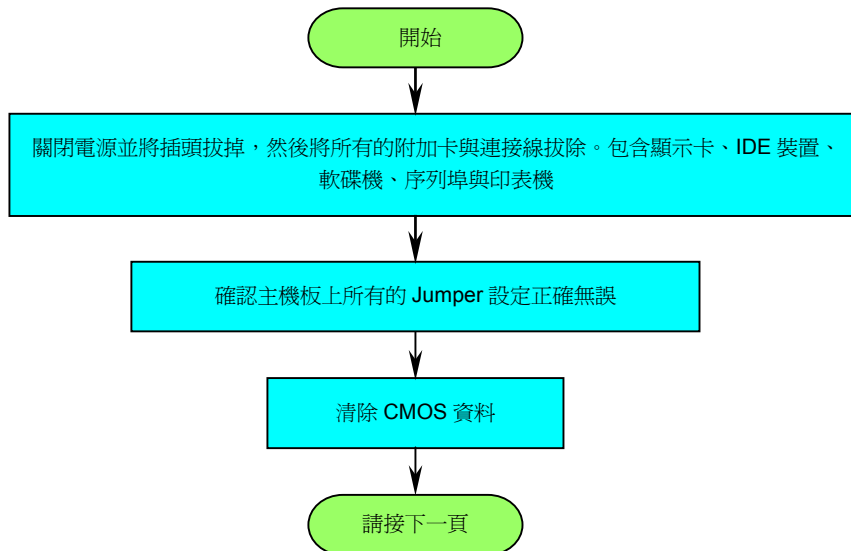 開始
關閉電源並將插頭拔掉，然後將所有的附加卡與連接線拔除。包含顯示卡、IDE 裝置、
軟碟機、序列埠與印表機
確認主機板上所有的 Jumper 設定正確無誤
清除 CMOS 資料
請接下一頁